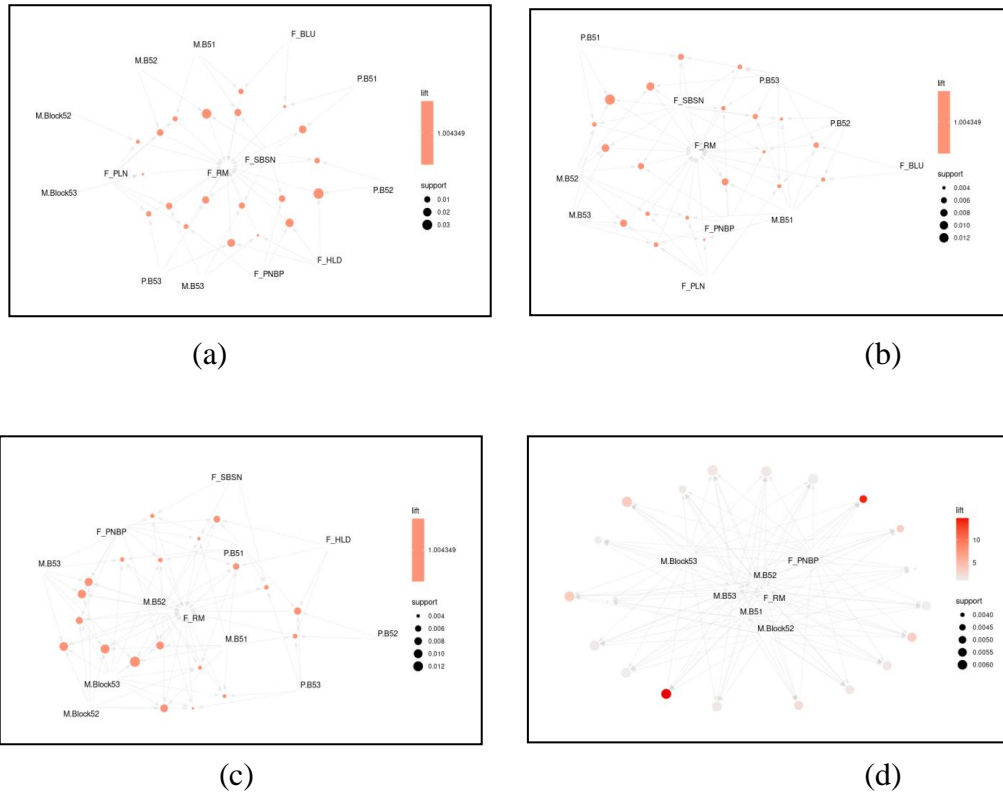 F_BLU
M.B51
M.B52
P.B51
lift
M.Block52
1.004349
F_SBSN
F_PLN
F_RM
support
M.Block53
P.B52
0.01
0.02
0.03
F_HLD
F_PNBP
P.B53
M.B53
(a)
P.B51
lift
P.B53
F_SBSN
1.004349
P.B52
F_RM
F_BLU
support
M.B52
0.004
0.006
M.B53
M.B51
0.008
F_PNBP
0.010
0.012
F_PLN
(b)
F_SBSN
lift
F_PNBP
F_HLD
1.004349
P.B51
M.B53
support
M.B52
0.004
F_RM
0.006
P.B52
M.B51
0.008
0.010
0.012
M.Block53
P.B53
M.Block52
(c)
lift
10
M.Block53
F_PNBP
5
M.B52
M.B53
F_RM
support
M.B51
0.0040
M.Block52
0.0045
0.0050
0.0055
0.0060
(d)